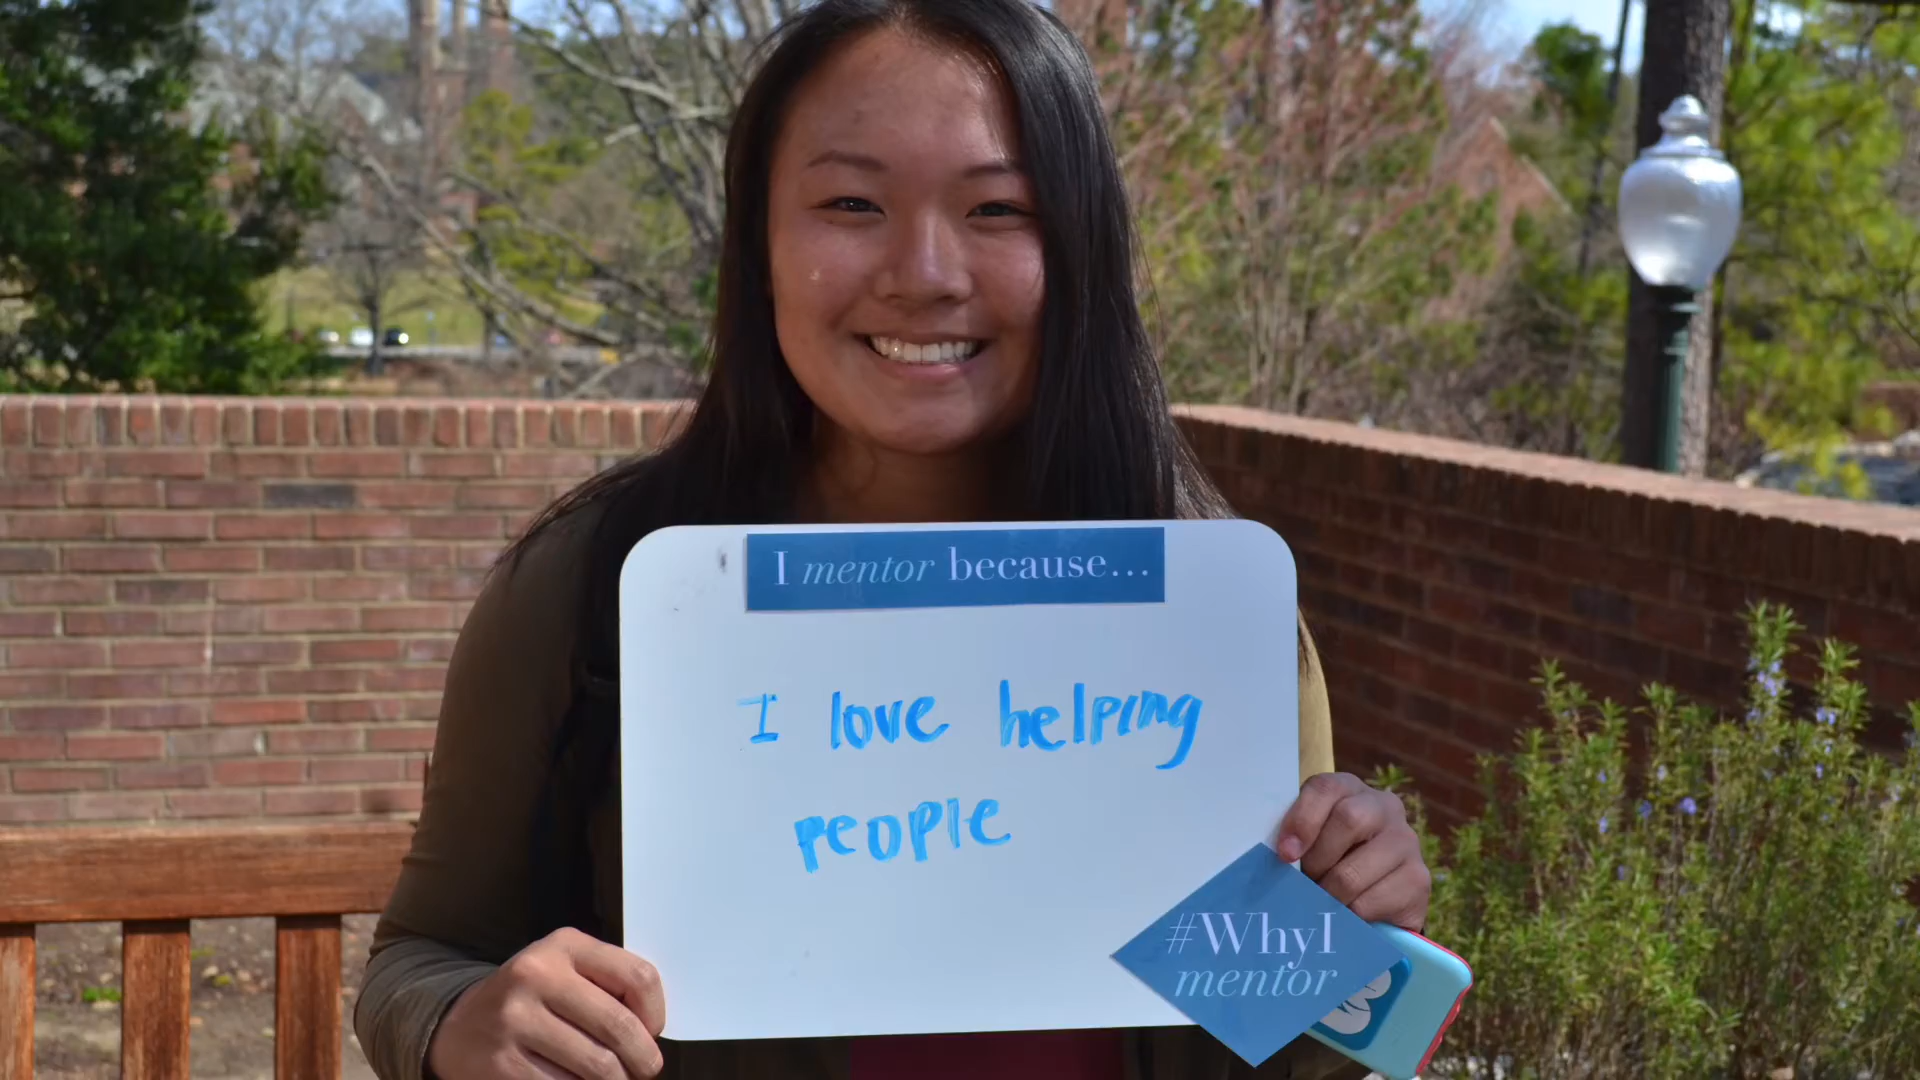 I mentor because...
I love helping
people
#WhyI
mentor